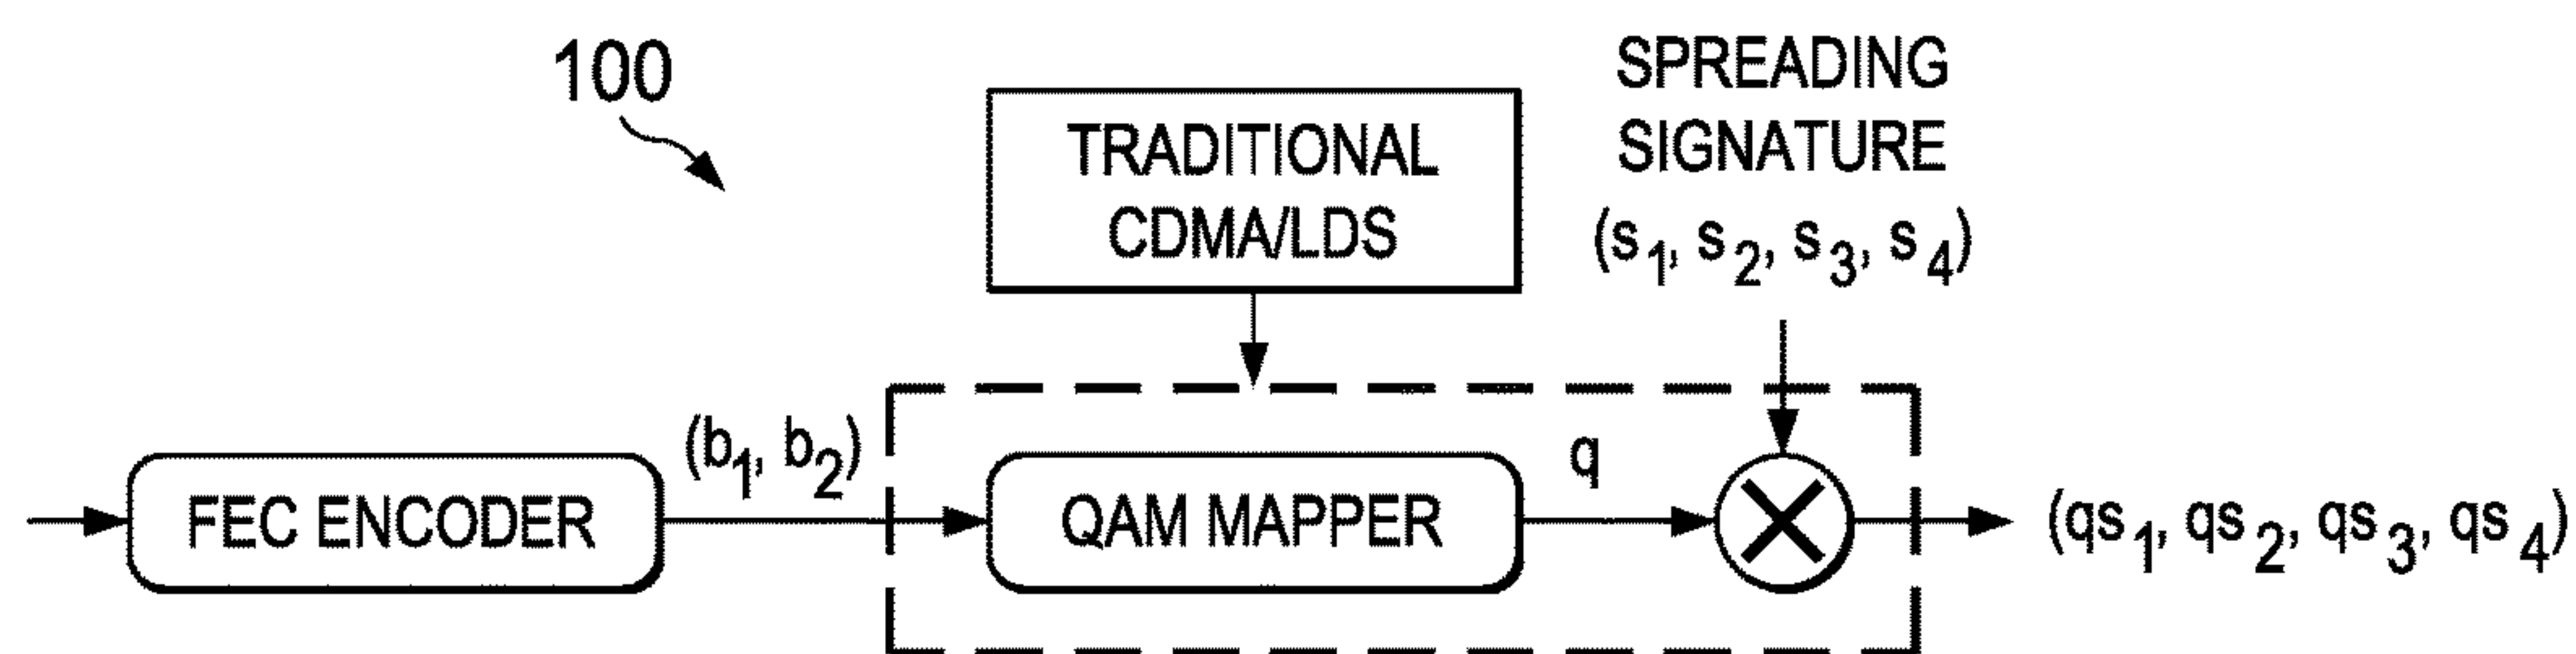 100
TRADITIONAL
CDMA/LDS
SPREADING
SIGNATURE
(s1, s2, s3, s4)
FEC ENCODER
(b1, b2)
QAM MAPPER
q
(qs1, qs2, qs3, qs4)